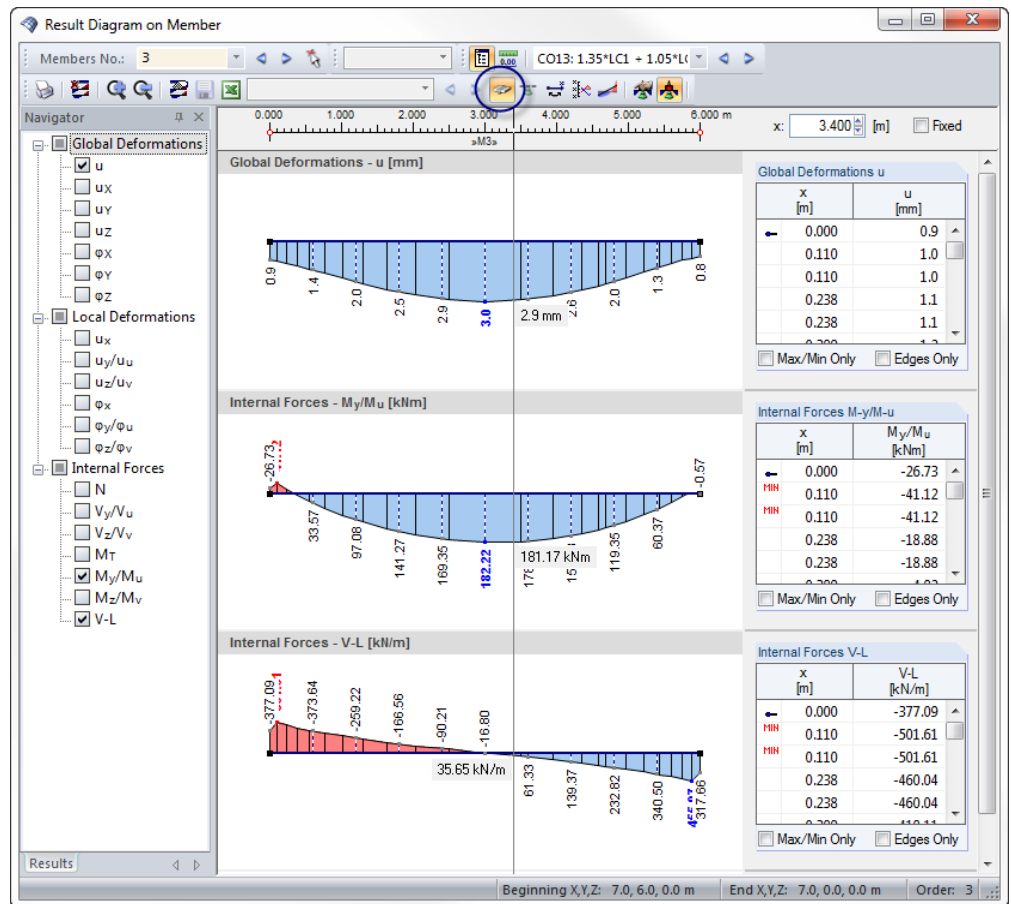 Result Diagram on Member
Members No.: 3
0.00
CO13: 1.35*LC1 + 1.05*L
Navigator
Global Deformations
u
uX
uY
uZ
φX
φY
φZ
Local Deformations
ux
uy/uu
uz/uv
φx
φy/φu
φz/φv
Internal Forces
N
Vy/Vu
Vz/Vv
MT
My/Mu
Mz/Mv
V-L
Results
0.000 1.000 2.000 3.000 4.000 5.000 6.000 m
»M3»
x: 3.400 [m] Fixed
Global Deformations - u [mm]
0.9 1.4 2.0 2.5 2.9 3.0 2.6 2.0 1.3 0.8
2.9 mm
Global Deformations u
x [m] u [mm]
0.000 0.9
0.110 1.0
0.110 1.0
0.238 1.1
0.238 1.1
Max/Min Only Edges Only
Internal Forces - My/Mu [kNm]
-26.73 33.57 97.08 141.27 169.35 182.22 119.35 60.37 -0.57
181.17 kNm
Internal Forces M-y/M-u
x [m] My/Mu [kNm]
0.000 -26.73
MIN 0.110 -41.12
MIN 0.110 -41.12
0.238 -18.88
0.238 -18.88
Max/Min Only Edges Only
Internal Forces - V-L [kN/m]
-377.09 -373.64 -259.22 -166.56 -90.21 -16.80 61.33 139.37 232.82 340.50 317.66
35.65 kN/m
Internal Forces V-L
x [m] V-L [kN/m]
0.000 -377.09
MIN 0.110 -501.61
MIN 0.110 -501.61
0.238 -460.04
0.238 -460.04
Max/Min Only Edges Only
Beginning X,Y,Z: 7.0, 6.0, 0.0 m End X,Y,Z: 7.0, 0.0, 0.0 m Order: 3